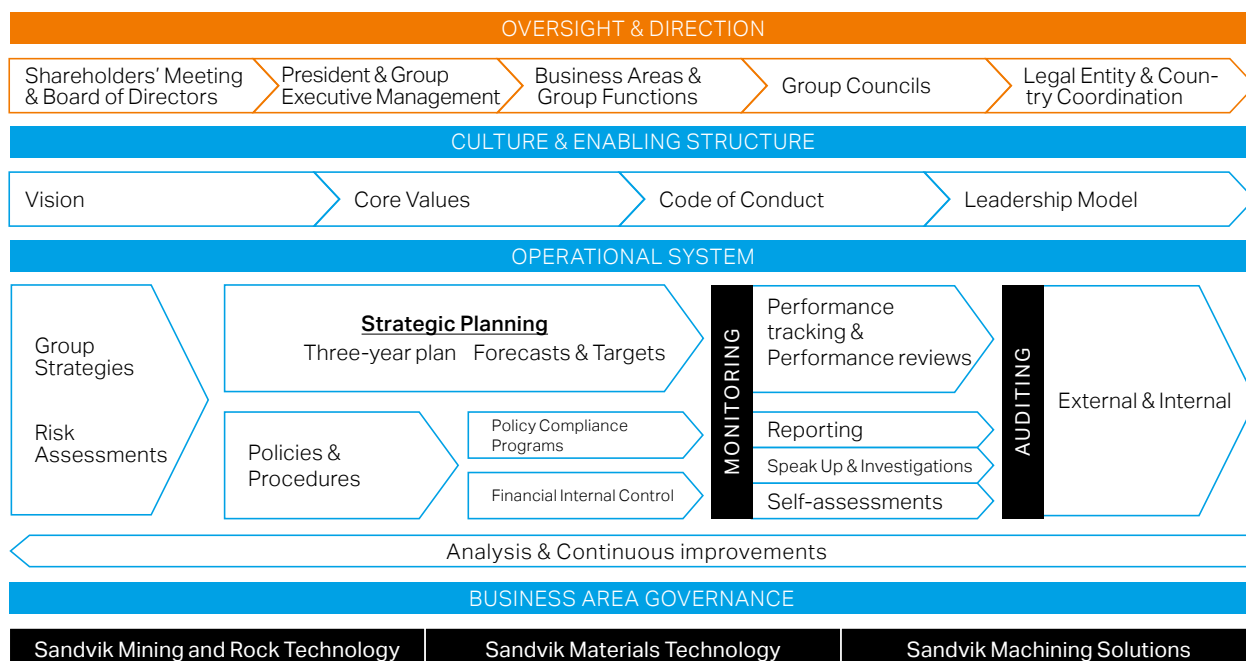 OVERSIGHT & DIRECTION
Shareholders’ Meeting
& Board of Directors
President & Group
Executive Management
Business Areas &
Group Functions
Group Councils
Legal Entity & Coun-
try Coordination
CULTURE & ENABLING STRUCTURE
Vision
Core Values
Code of Conduct
Leadership Model
OPERATIONAL SYSTEM
Group
Strategies
Risk
Assessments
Strategic Planning
Three-year plan Forecasts & Targets
Policies &
Procedures
Policy Compliance
Programs
Financial Internal Control
MONITORING
Performance
tracking &
Performance reviews
Reporting
Speak Up & Investigations
Self-assessments
AUDITING
External & Internal
Analysis & Continuous improvements
BUSINESS AREA GOVERNANCE
Sandvik Mining and Rock Technology
Sandvik Materials Technology
Sandvik Machining Solutions